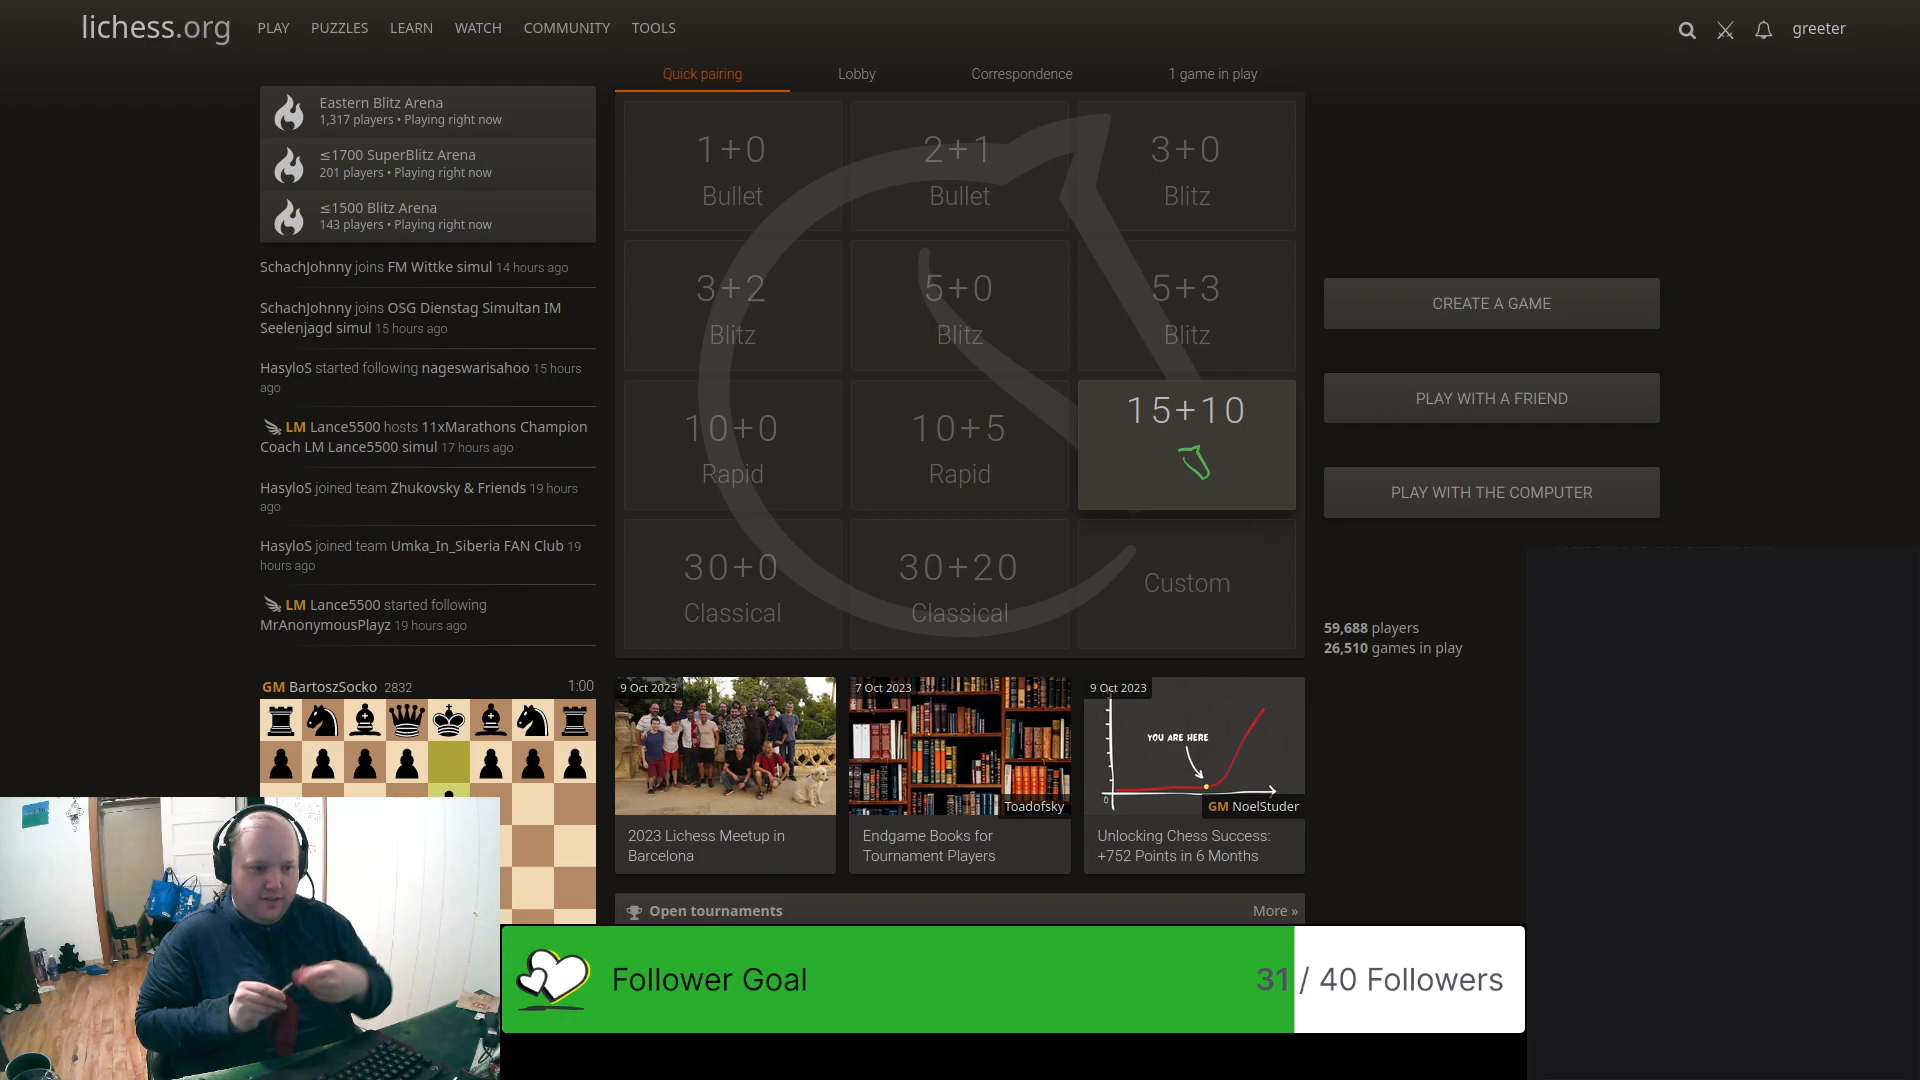 lichess.org
PLAY PUZZLES LEARN WATCH COMMUNITY TOOLS
greeter
Quick pairing
Lobby
Correspondence
1 game in play
Eastern Blitz Arena
1,317 players • Playing right now
≤1700 SuperBlitz Arena
201 players • Playing right now
≤1500 Blitz Arena
143 players • Playing right now
SchachJohnny joins FM Wittke simul 14 hours ago
SchachJohnny joins OSG Dienstag Simultan IM
Seelenjagd simul 15 hours ago
HasyloS started following nageswarisahoo 15 hours
ago
LM Lance5500 hosts 11xMarathons Champion
Coach LM Lance5500 simul 17 hours ago
HasyloS joined team Zhukovsky & Friends 19 hours
ago
HasyloS joined team Umka_In_Siberia FAN Club 19
hours ago
LM Lance5500 started following
MrAnonymousPlayz 19 hours ago
1+0
Bullet
2+1
Bullet
3+0
Blitz
3+2
Blitz
5+0
Blitz
5+3
Blitz
10+0
Rapid
10+5
Rapid
15+10
30+0
Classical
30+20
Classical
Custom
CREATE A GAME
PLAY WITH A FRIEND
PLAY WITH THE COMPUTER
59,688 players
26,510 games in play
GM BartoszSocko 2832 1:00
9 Oct 2023
2023 Lichess Meetup in
Barcelona
7 Oct 2023
Toadofsky
Endgame Books for
Tournament Players
9 Oct 2023
YOU ARE HERE
0
GM NoelStuder
Unlocking Chess Success:
+752 Points in 6 Months
Open tournaments
More »
Follower Goal
31 / 40 Followers